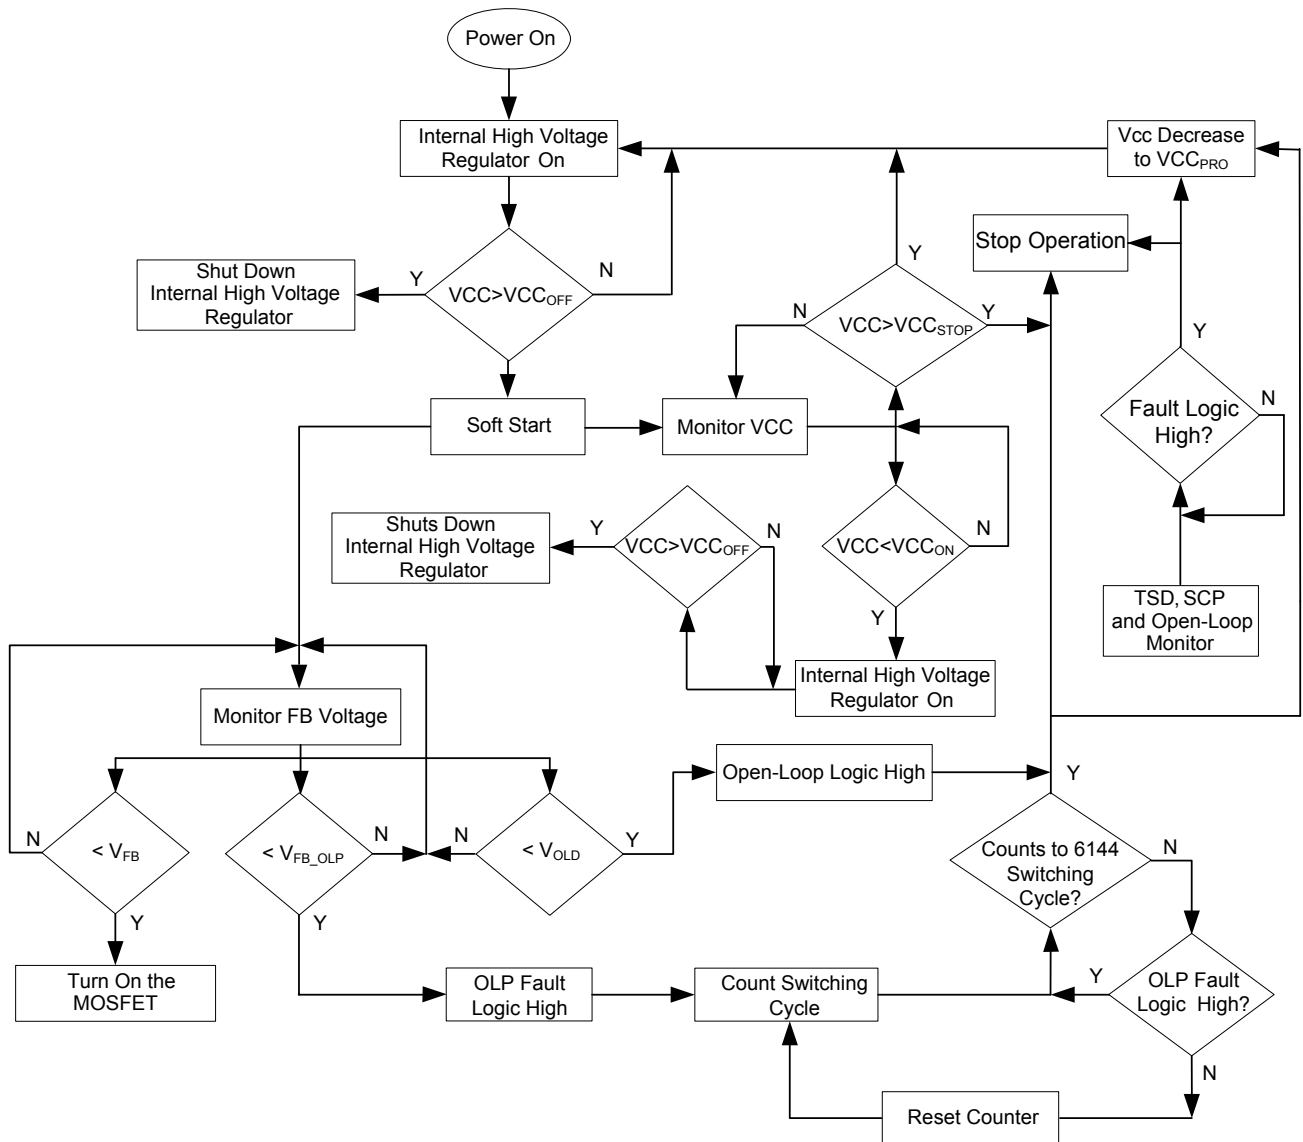 Power On
Internal High Voltage
Regulator On
Vcc Decrease
to VCCPRO
Stop Operation
Shut Down
Internal High Voltage
Regulator
Y
VCC>VCCOFF
N
Y
N
VCC>VCCSTOP
Y
Y
Fault Logic
High?
N
Soft Start
Monitor VCC
Shuts Down
Internal High Voltage
Regulator
Y
VCC>VCCOFF
N
VCC<VCCON
N
Y
TSD, SCP
and Open-Loop
Monitor
Internal High Voltage
Regulator On
Monitor FB Voltage
Open-Loop Logic High
Y
N
< VFB
Y
< VFB_OLP
N
Y
N
< VOLD
Y
Counts to 6144
Switching
Cycle?
N
Turn On the
MOSFET
OLP Fault
Logic High
Count Switching
Cycle
Y
OLP Fault
Logic High?
N
Reset Counter